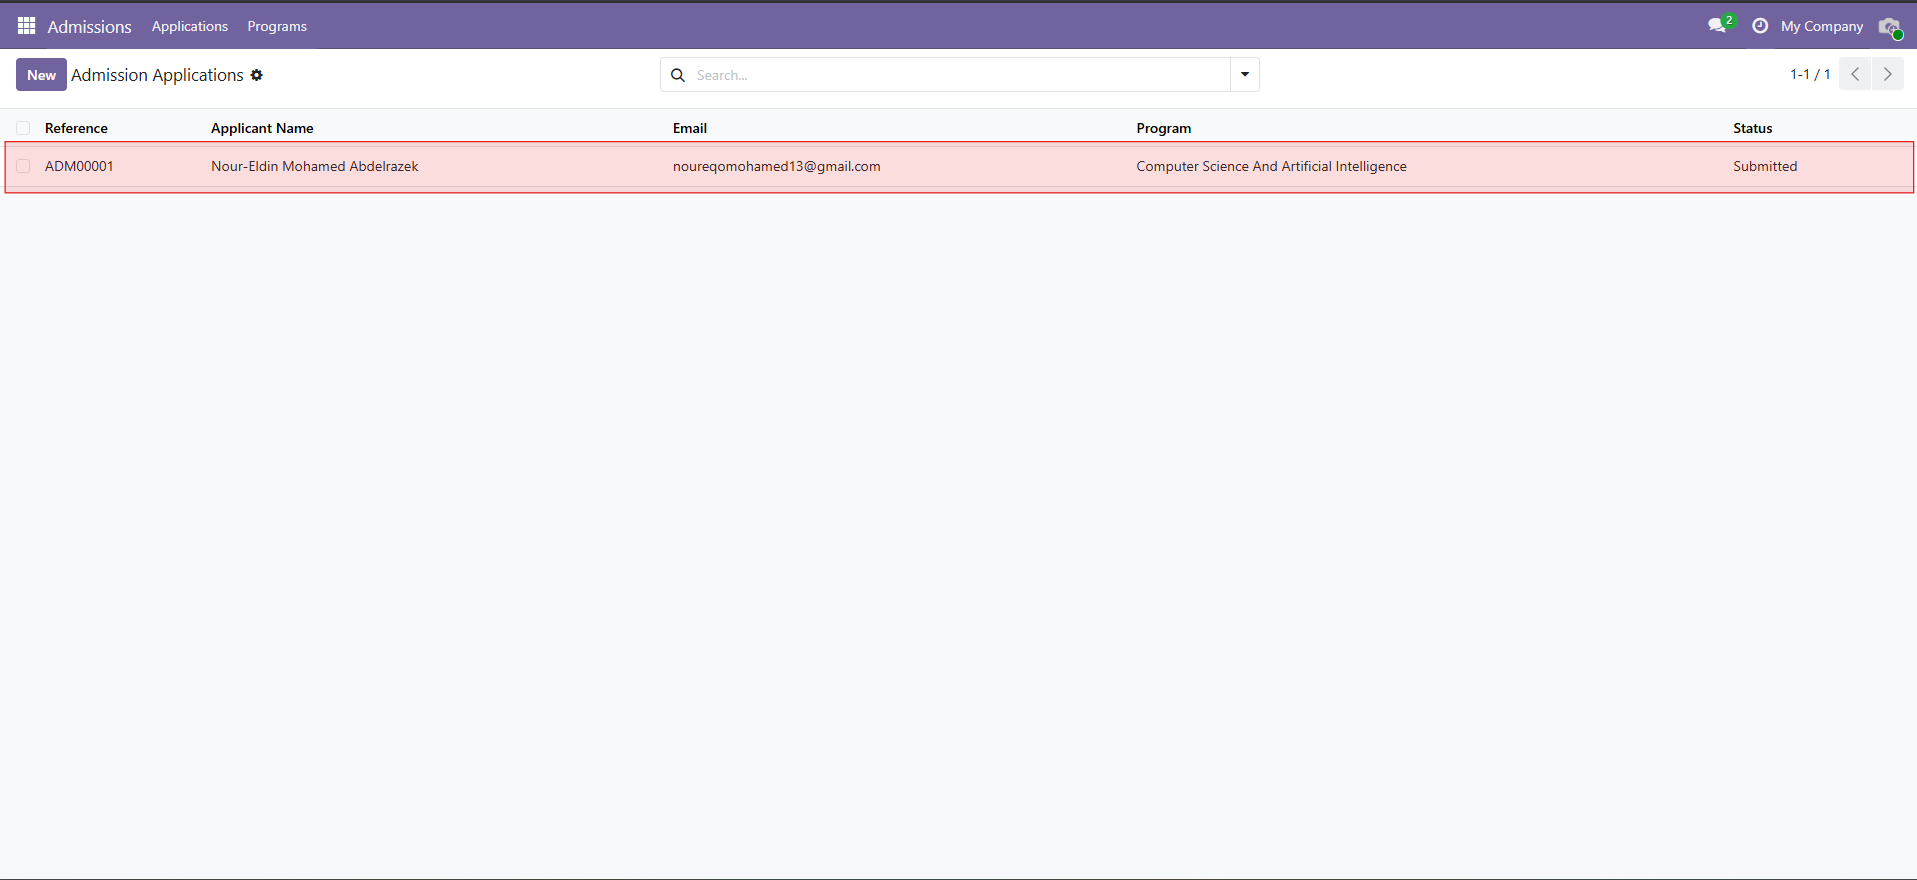 Admissions Applications Programs 2 My Company
New Admission Applications Search... 1-1 / 1
Reference Applicant Name Email Program Status
ADM00001 Nour-Eldin Mohamed Abdelrazek noureqomohamed13@gmail.com Computer Science And Artificial Intelligence Submitted